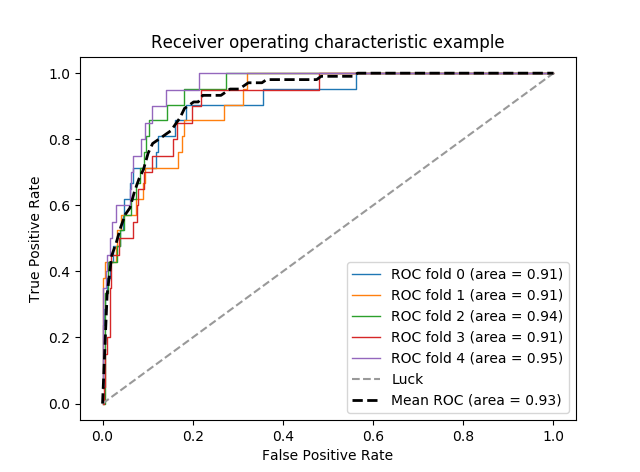 Receiver operating characteristic example
True Positive Rate
1.0
0.8
0.6
0.4
0.2
0.0
ROC fold 0 (area = 0.91)
ROC fold 1 (area = 0.91)
ROC fold 2 (area = 0.94)
ROC fold 3 (area = 0.91)
ROC fold 4 (area = 0.95)
Luck
Mean ROC (area = 0.93)
0.0 0.2 0.4 0.6 0.8 1.0
False Positive Rate